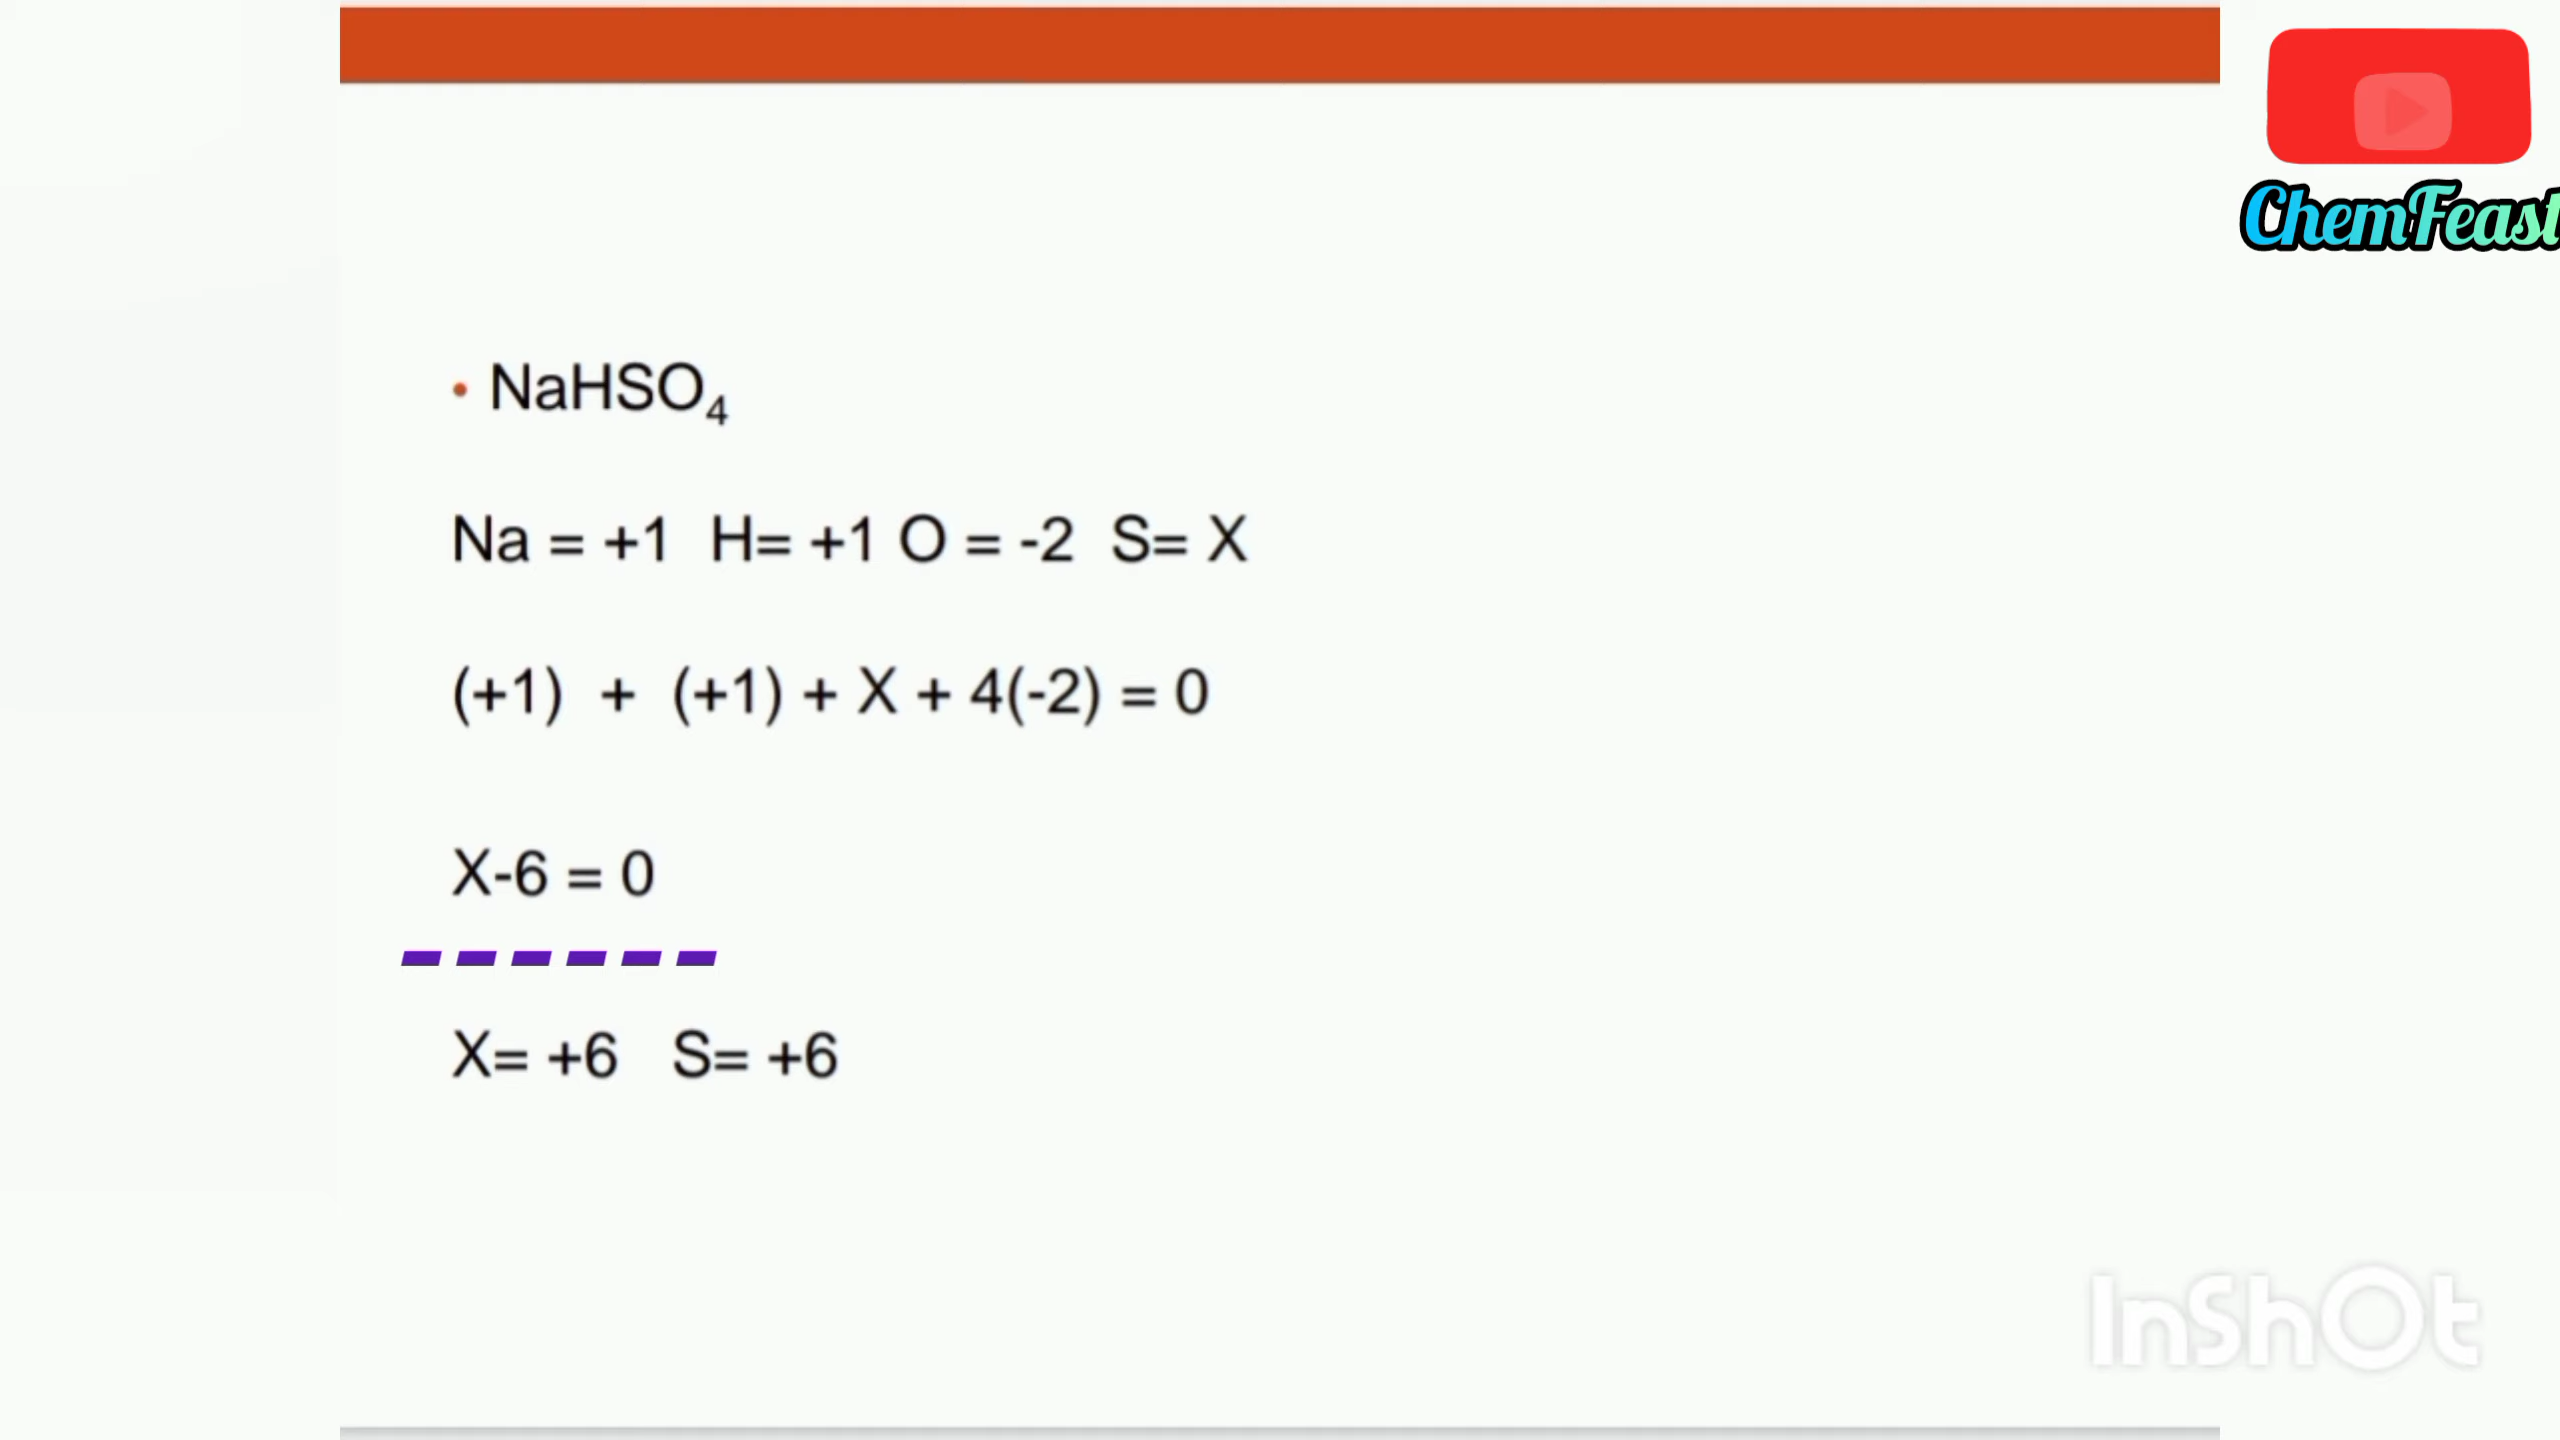 ChemFeast
• NaHSO₄
Na = +1 H= +1 O = -2 S= X
(+1) + (+1) + X + 4(-2) = 0
X-6 = 0
X= +6 S= +6
InShOt